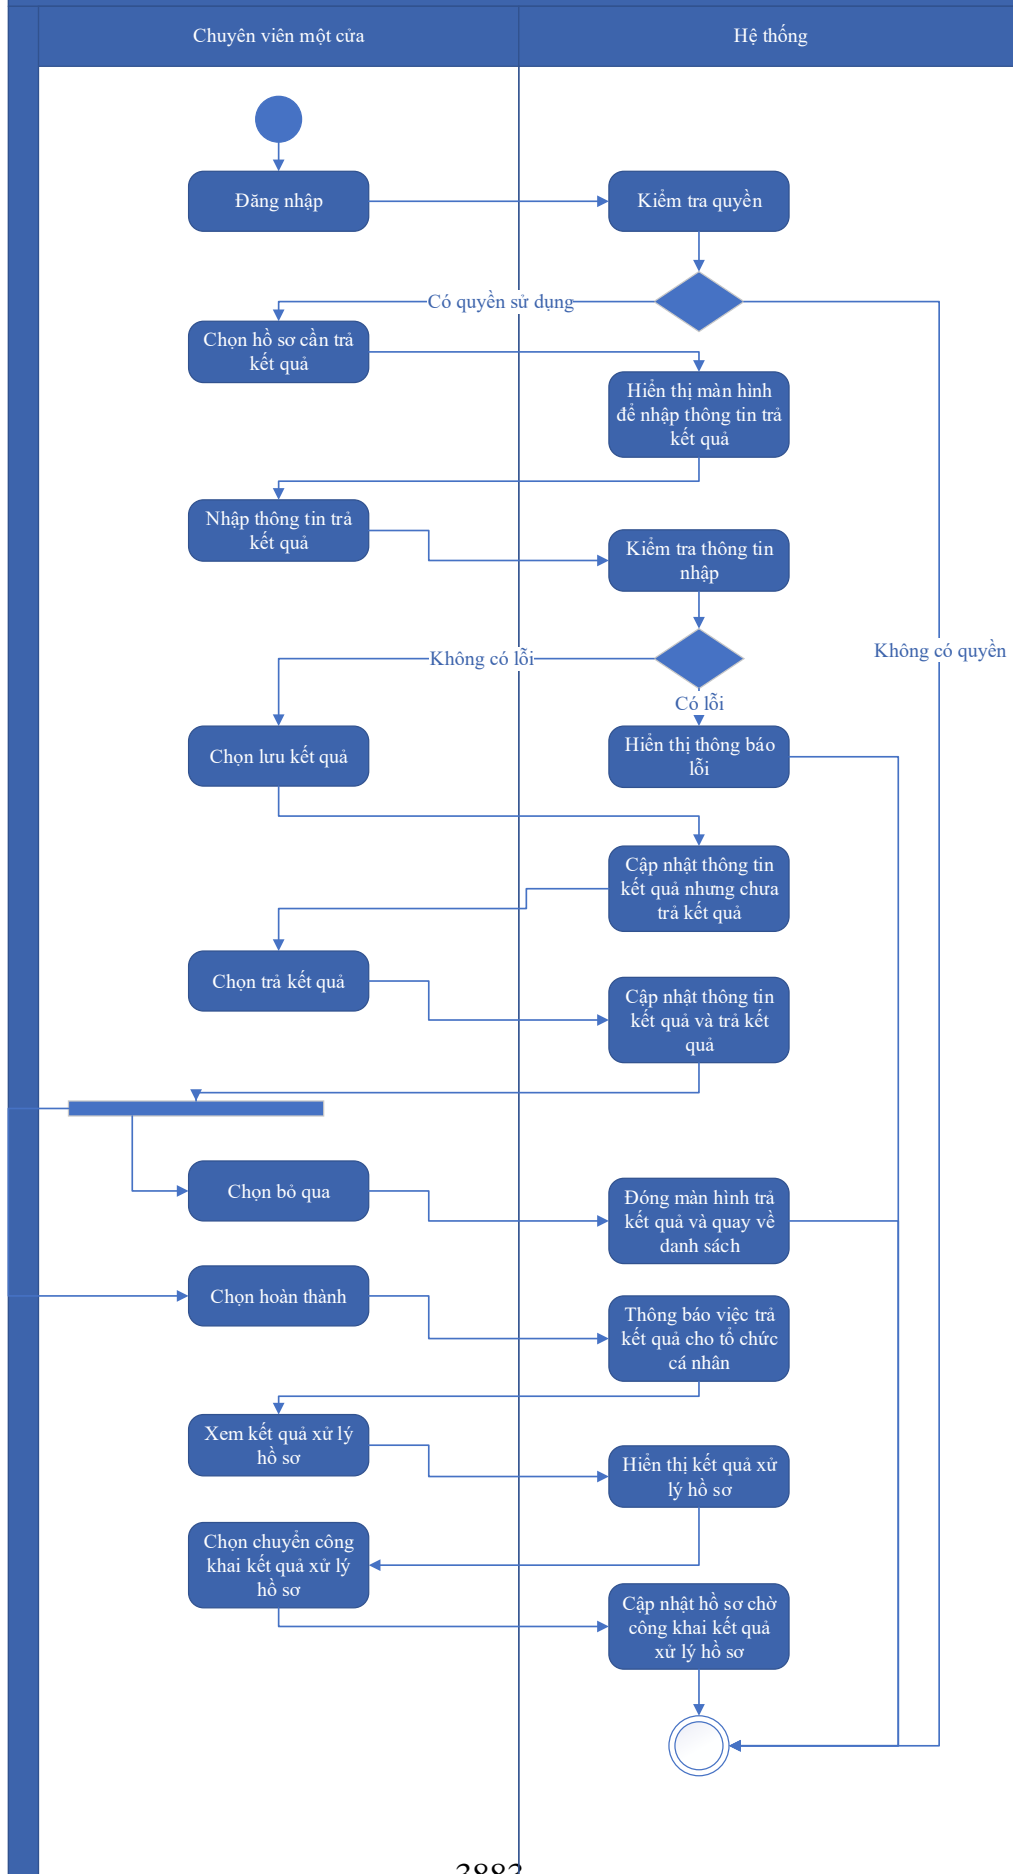 Chuyên viên một cửa
Hệ thống
Đăng nhập
Kiểm tra quyền
Có quyền sử dụng
Chọn hồ sơ cần trả
kết quả
Hiển thị màn hình
để nhập thông tin trả
kết quả
Nhập thông tin trả
kết quả
Kiểm tra thông tin
nhập
Không có quyền
Không có lỗi
Có lỗi
Chọn lưu kết quả
Hiển thị thông báo
lỗi
Cập nhật thông tin
kết quả nhưng chưa
trả kết quả
Chọn trả kết quả
Cập nhật thông tin
kết quả và trả kết
quả
Chọn bỏ qua
Đóng màn hình trả
kết quả và quay về
danh sách
Chọn hoàn thành
Thông báo việc trả
kết quả cho tổ chức
cá nhân
Xem kết quả xử lý
hồ sơ
Hiển thị kết quả xử
lý hồ sơ
Chọn chuyển công
khai kết quả xử lý
hồ sơ
Cập nhật hồ sơ chờ
công khai kết quả
xử lý hồ sơ
3883